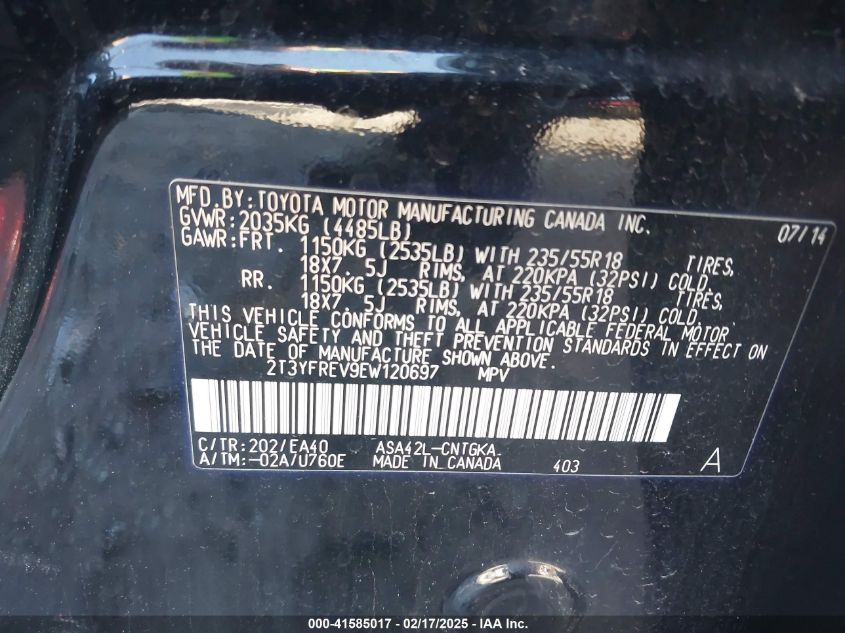 MFD.BY:TOYOTA MOTOR MANUFACTURING CANADA INC. 07/14
GVWR:2035KG (4485LB)
GAWR:FRT. 1150KG (2535LB) WITH 235/55R18 TIRES,
18X7. 5J RIMS, AT 220KPA (32PSI) COLD.
RR. 1150KG (2535LB) WITH 235/55R18 TIRES,
18X7. 5J RIMS, AT 220KPA (32PSI) COLD.
THIS VEHICLE CONFORMS TO ALL APPLICABLE FEDERAL MOTOR
VEHICLE SAFETY AND THEFT PREVENTION STANDARDS IN EFFECT ON
THE DATE OF MANUFACTURE SHOWN ABOVE.
2T3YFREV9EW120697 MPV
C/TR:202/EA40 ASA42L-CNTGKA
A/TM:-02A/U760E MADE IN CANADA 403 A
000-41585017 - 02/17/2025 - IAA Inc.